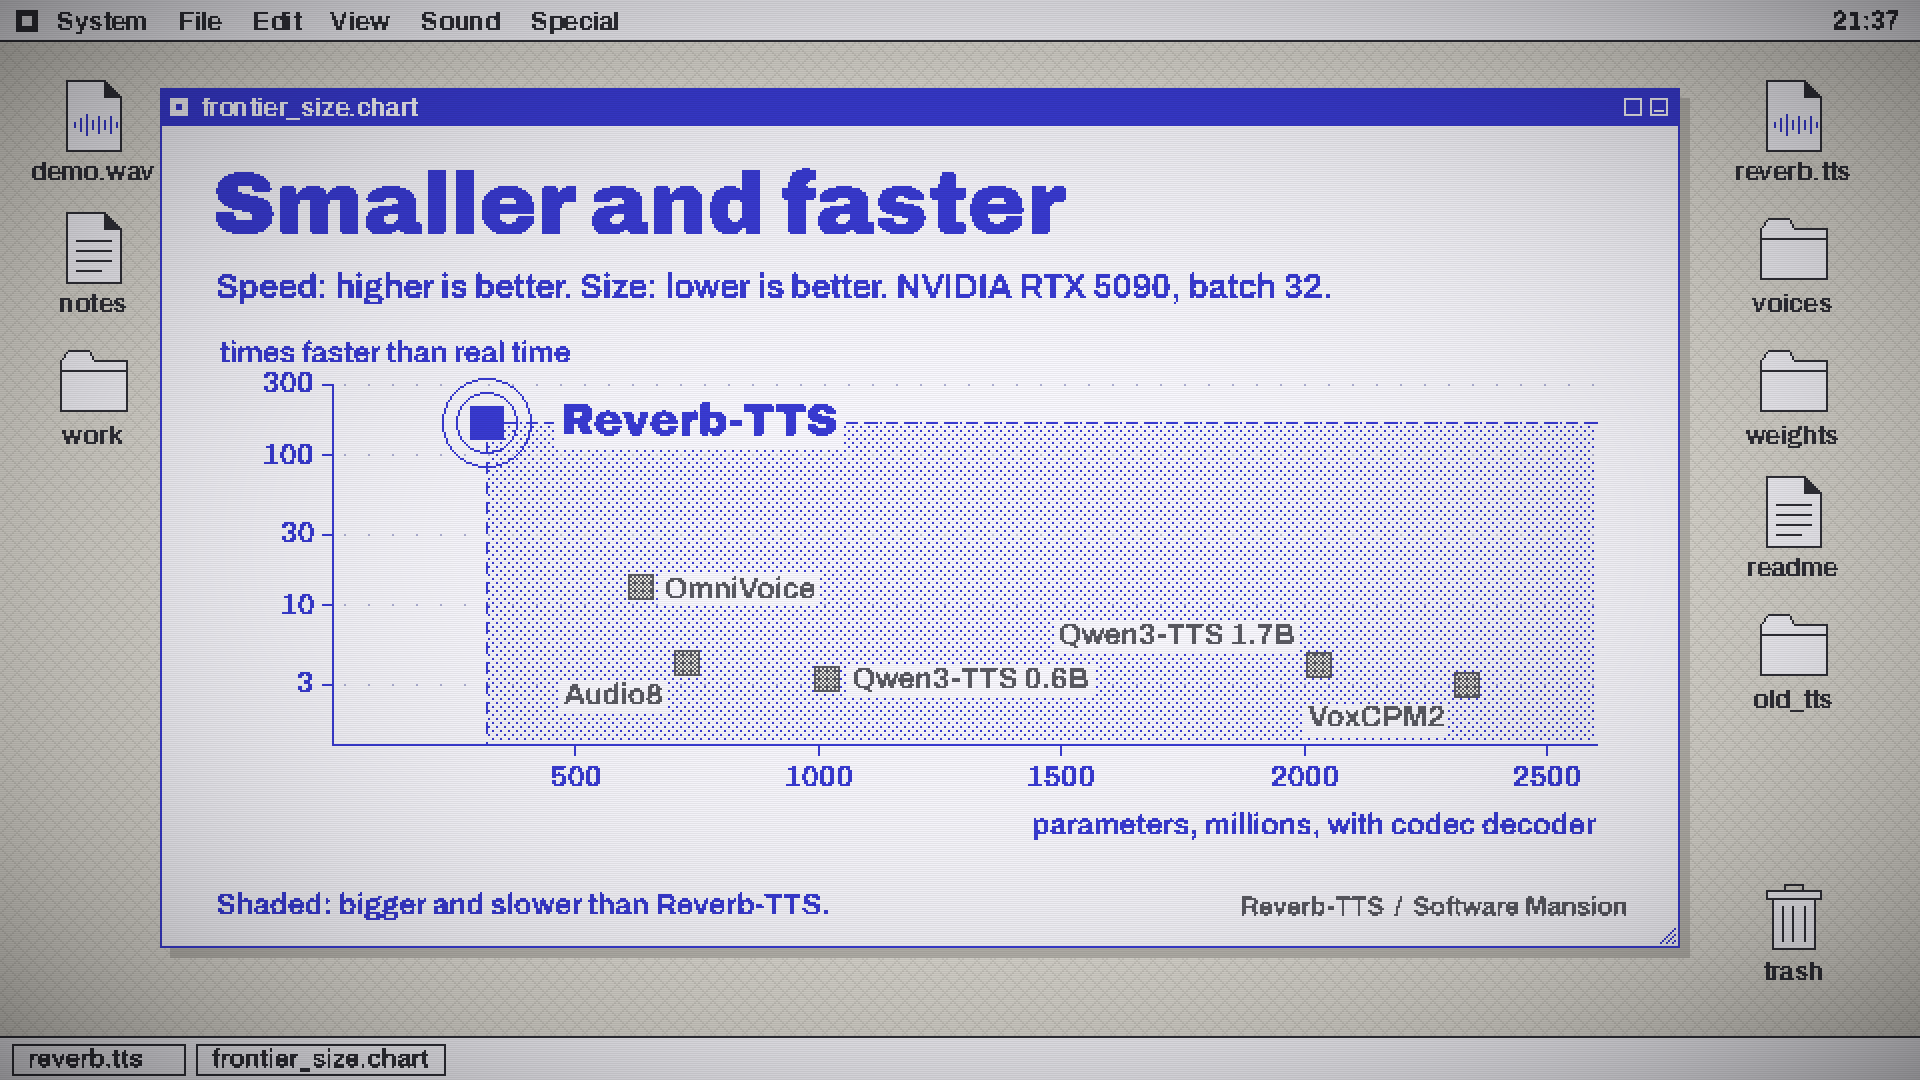 System File Edit View Sound Special 21:37
demo.wav
notes
work
frontier_size.chart
Smaller and faster
Speed: higher is better. Size: lower is better. NVIDIA RTX 5090, batch 32.
times faster than real time
300
100
30
10
3
Reverb-TTS
OmniVoice
Qwen3-TTS 1.7B
Audio8
Qwen3-TTS 0.6B
VoxCPM2
500 1000 1500 2000 2500
parameters, millions, with codec decoder
Shaded: bigger and slower than Reverb-TTS.
Reverb-TTS / Software Mansion
reverb.tts
voices
weights
readme
old_tts
trash
reverb.tts
frontier_size.chart